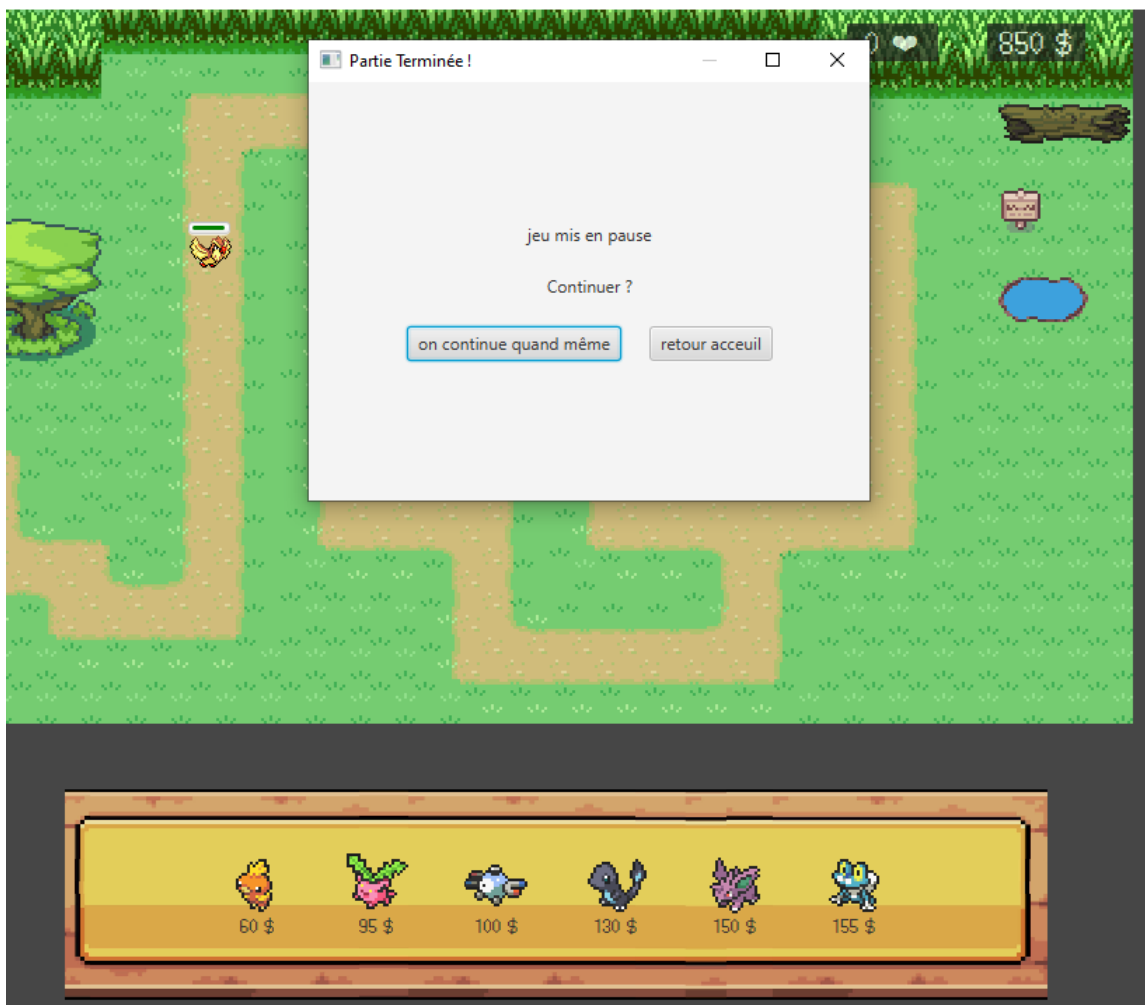 Partie Terminée !
0 ❤ 850 $
jeu mis en pause
Continuer ?
on continue quand même retour acceuil
60 $ 95 $ 100 $ 130 $ 150 $ 155 $